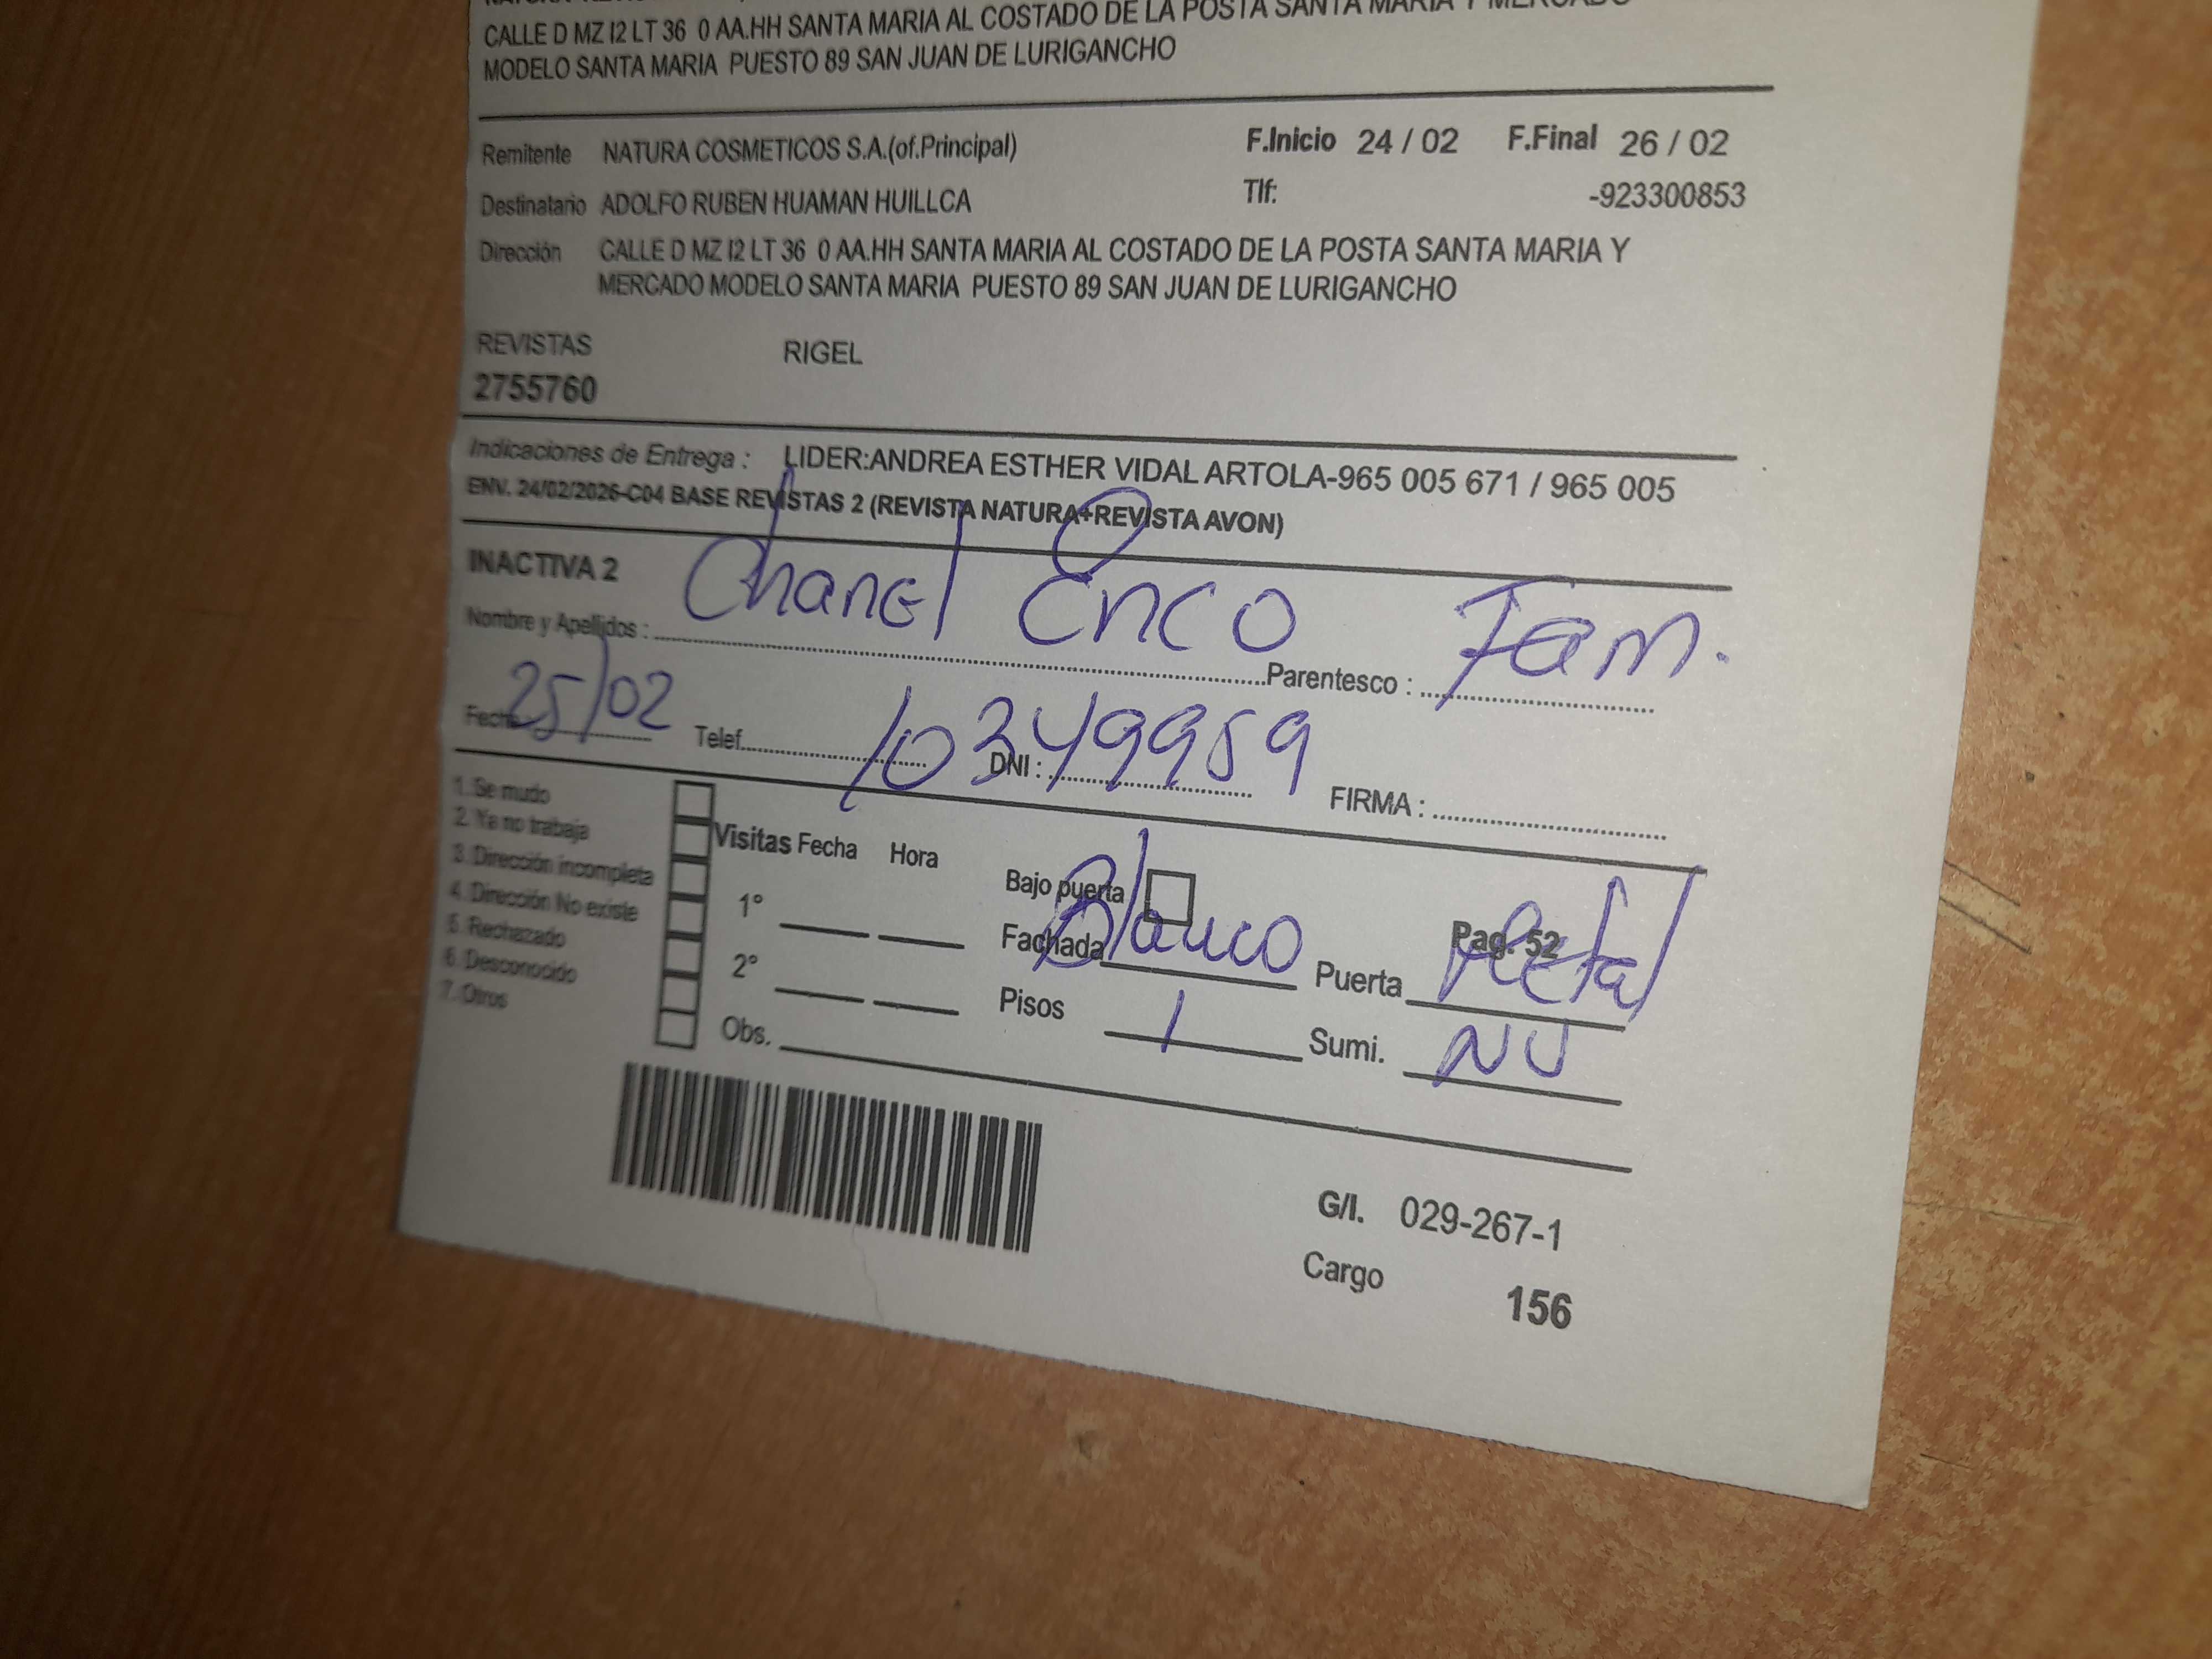 CALLE D MZ I2 LT 36 0 AA.HH SANTA MARIA AL COSTADO DE LA POSTA SANTA MARIA Y MERCADO
MODELO SANTA MARIA PUESTO 89 SAN JUAN DE LURIGANCHO
Remitente NATURA COSMETICOS S.A.(of.Principal) F.Inicio 24 / 02 F.Final 26 / 02
Destinatario ADOLFO RUBEN HUAMAN HUILLCA Tlf: -923300853
Dirección CALLE D MZ I2 LT 36 0 AA.HH SANTA MARIA AL COSTADO DE LA POSTA SANTA MARIA Y
MERCADO MODELO SANTA MARIA PUESTO 89 SAN JUAN DE LURIGANCHO
REVISTAS RIGEL
2755760
Indicaciones de Entrega : LIDER:ANDREA ESTHER VIDAL ARTOLA-965 005 671 / 965 005
ENV. 24/02/2026-C04 BASE REVISTAS 2 (REVISTA NATURA+REVISTA AVON)
INACTIVA 2
Nombre y Apellidos : Chanel Enco Parentesco : Fam.
Fecha 25/02 Telef. DNI : 10349959 FIRMA :
1. Se mudo
2. Ya no trabaja
3. Dirección incompleta
4. Dirección No existe
5. Rechazado
6. Desconocido
7. Otros
Visitas Fecha Hora
1°
2°
Obs.
Bajo puerta Pag. 52
Fachada Blanco Puerta Metal
Pisos 1 Sumi. NU
G/I. 029-267-1
Cargo 156